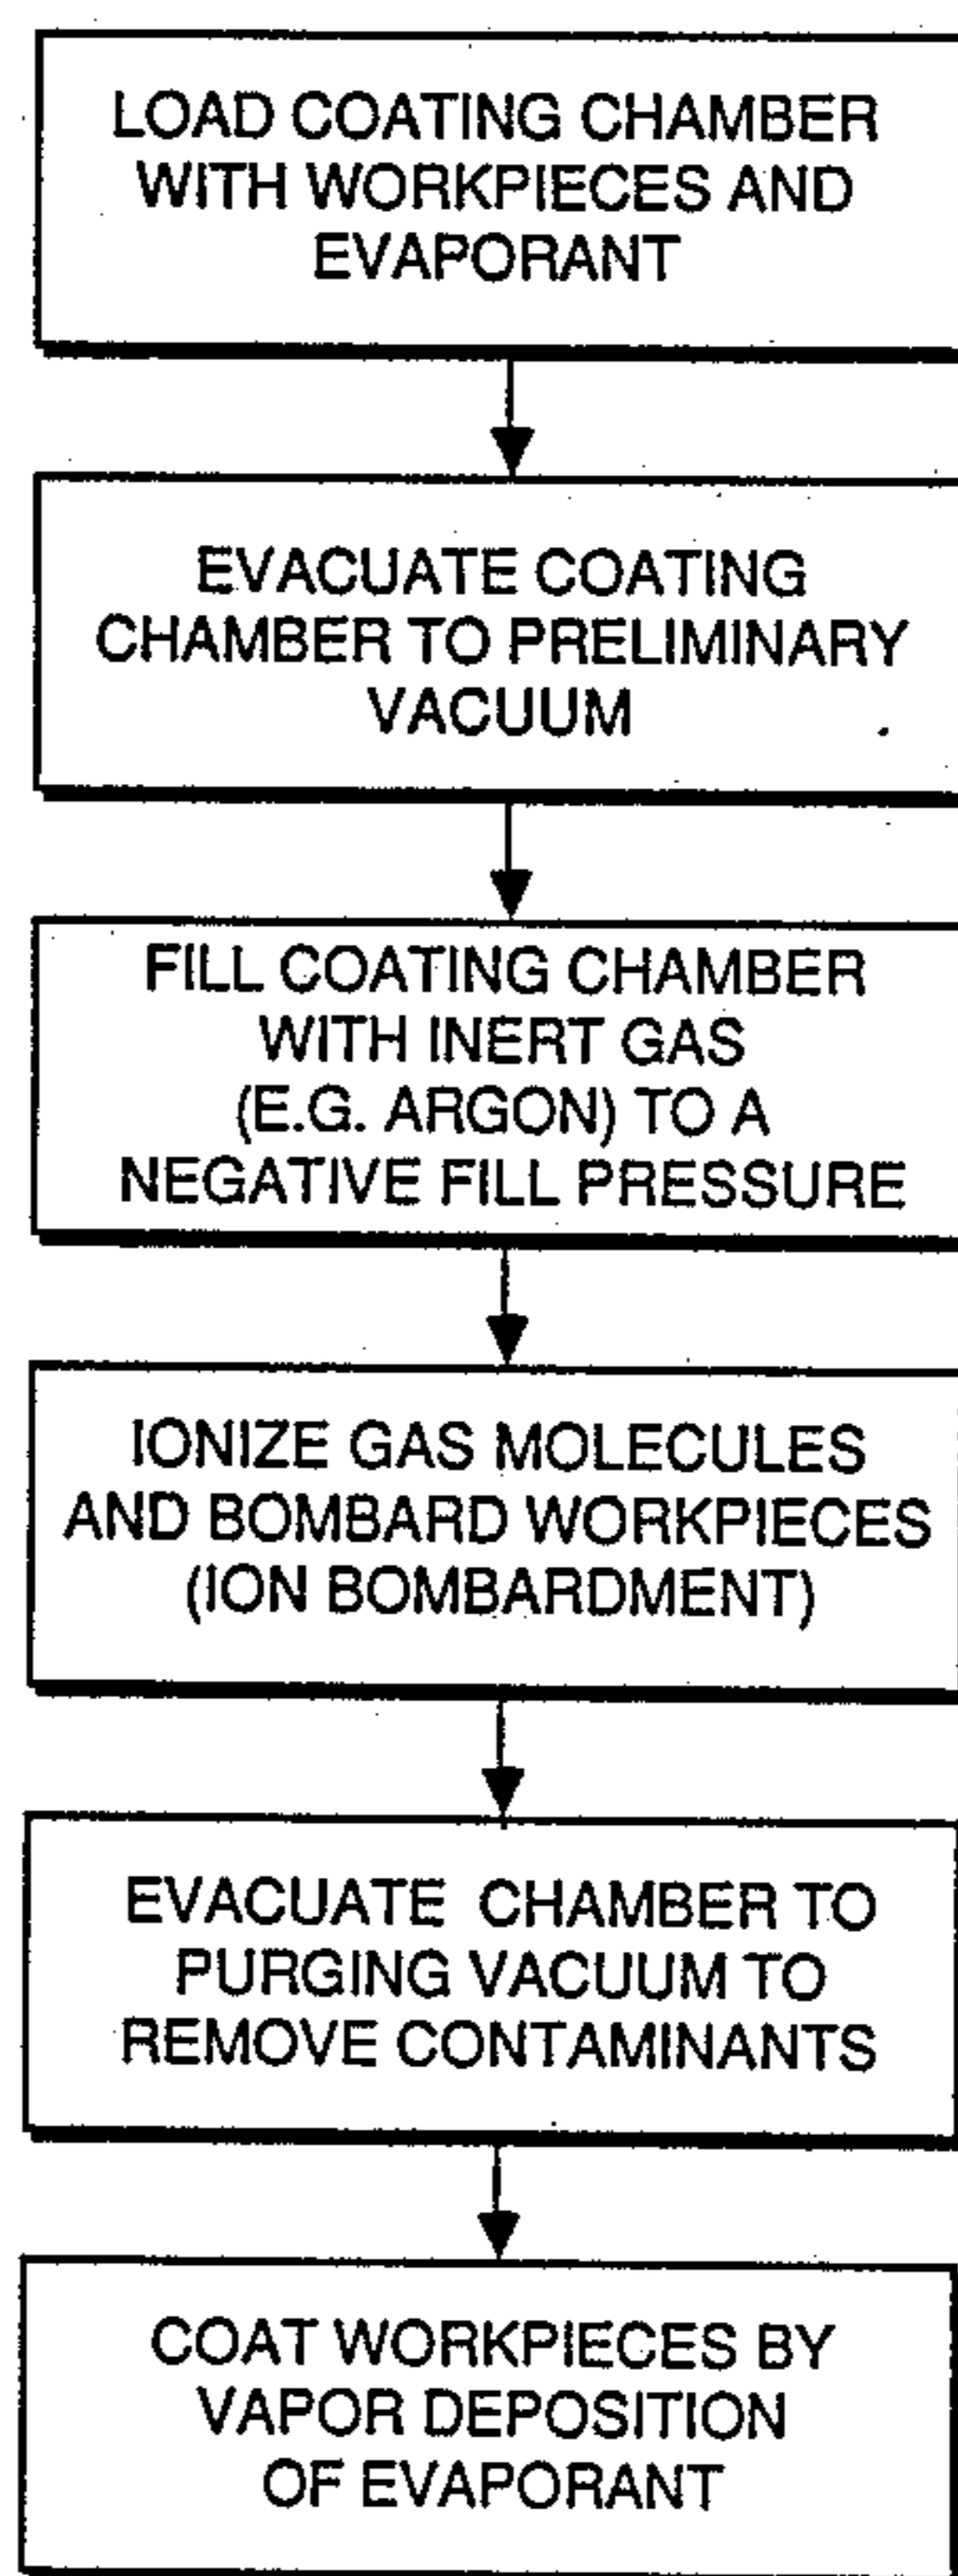 LOAD COATING CHAMBER
WITH WORKPIECES AND
EVAPORANT
EVACUATE COATING
CHAMBER TO PRELIMINARY
VACUUM
FILL COATING CHAMBER
WITH INERT GAS
(E.G. ARGON) TO A
NEGATIVE FILL PRESSURE
IONIZE GAS MOLECULES
AND BOMBARD WORKPIECES
(ION BOMBARDMENT)
EVACUATE CHAMBER TO
PURGING VACUUM TO
REMOVE CONTAMINANTS
COAT WORKPIECES BY
VAPOR DEPOSITION
OF EVAPORANT